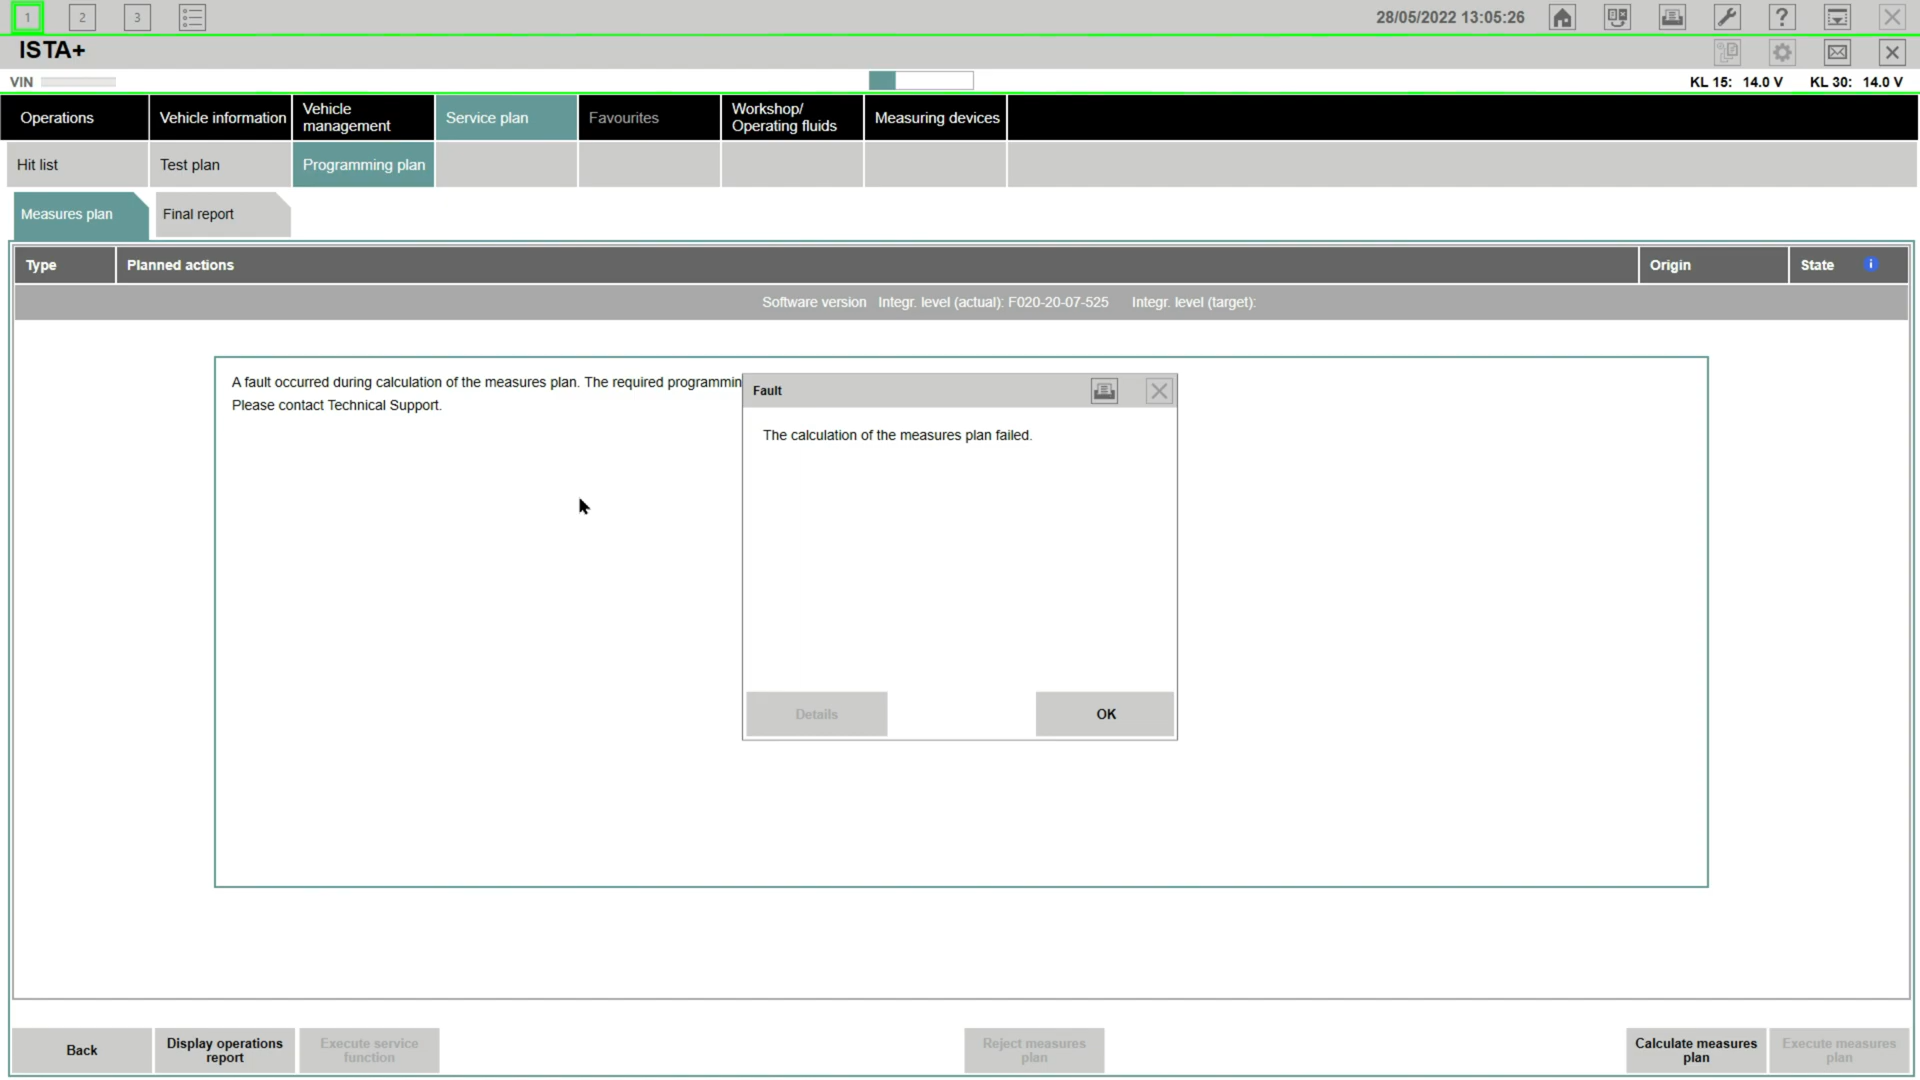 1 2 3
28/05/2022 13:05:26
?
ISTA+
VIN
KL 15: 14.0 V KL 30: 14.0 V
Operations
Vehicle information
Vehicle
management
Service plan
Favourites
Workshop/
Operating fluids
Measuring devices
Hit list
Test plan
Programming plan
Measures plan
Final report
Type
Planned actions
Origin
State
i
Software version Integr. level (actual): F020-20-07-525 Integr. level (target):
A fault occurred during calculation of the measures plan. The required programmin
Please contact Technical Support.
Fault
The calculation of the measures plan failed.
Details
OK
Back
Display operations
report
Execute service
function
Reject measures
plan
Calculate measures
plan
Execute measures
plan